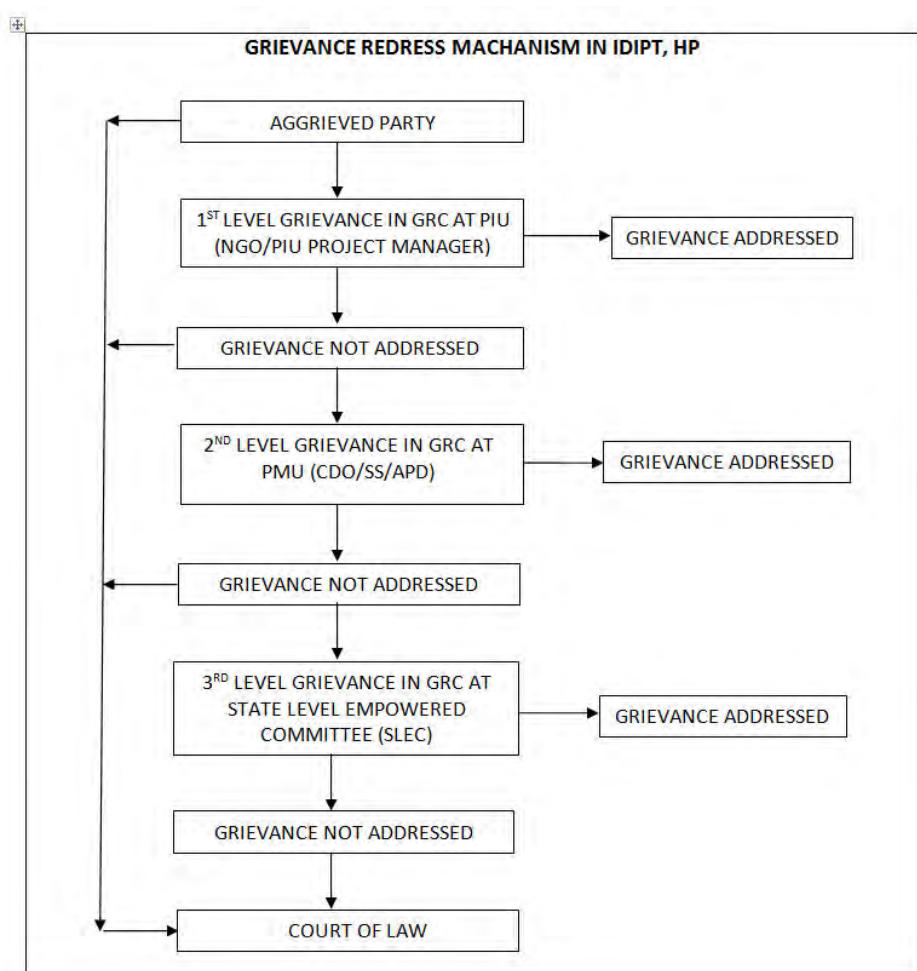 GRIEVANCE REDRESS MACHANISM IN IDIPT, HP
AGGRIEVED PARTY
1ST LEVEL GRIEVANCE IN GRC AT PIU
(NGO/PIU PROJECT MANAGER)
GRIEVANCE ADDRESSED
GRIEVANCE NOT ADDRESSED
2ND LEVEL GRIEVANCE IN GRC AT
PMU (CDO/SS/APD)
GRIEVANCE ADDRESSED
GRIEVANCE NOT ADDRESSED
3RD LEVEL GRIEVANCE IN GRC AT
STATE LEVEL EMPOWERED
COMMITTEE (SLEC)
GRIEVANCE ADDRESSED
GRIEVANCE NOT ADDRESSED
COURT OF LAW